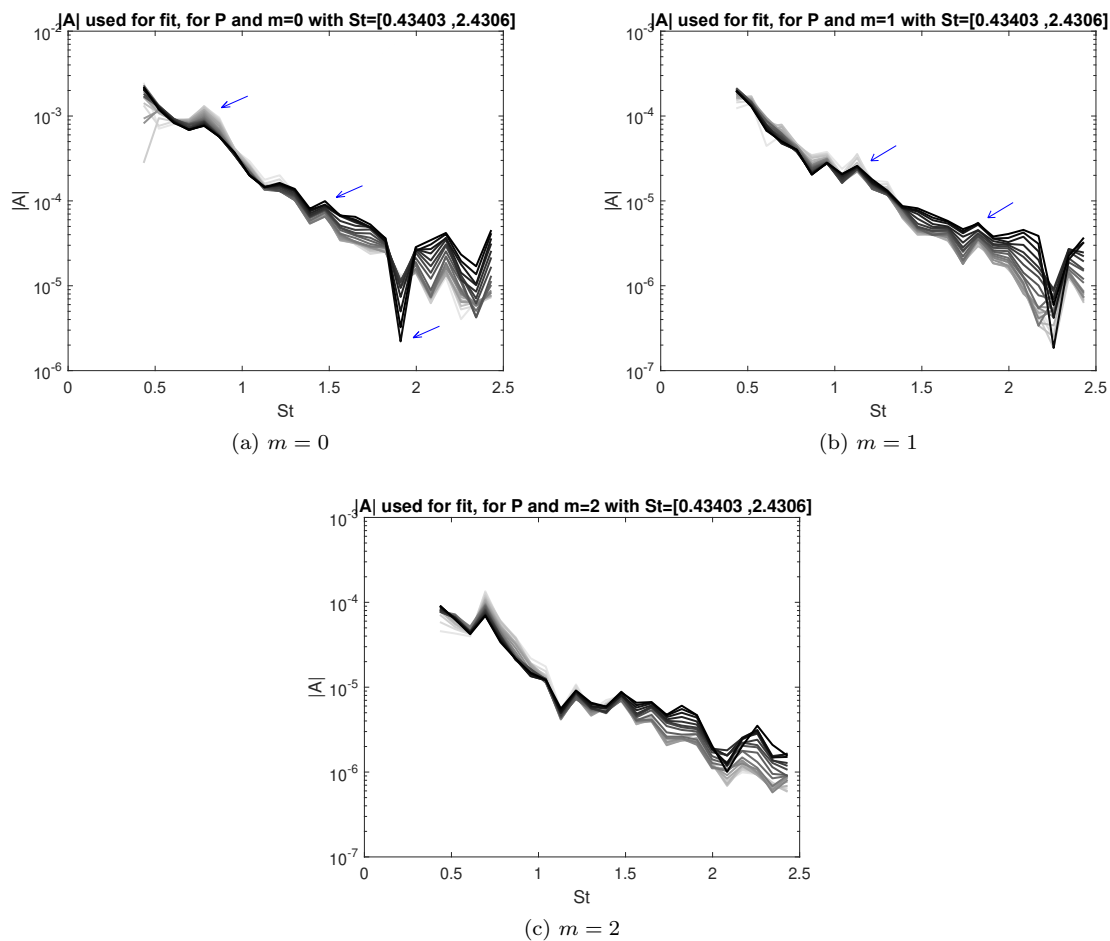 |A| used for fit, for P and m=0 with St=[0.43403 ,2.4306]
10^-2
10^-3
10^-4
10^-5
10^-6
|A|
0 0.5 1 1.5 2 2.5
St
(a) m = 0
|A| used for fit, for P and m=1 with St=[0.43403 ,2.4306]
10^-3
10^-4
10^-5
10^-6
10^-7
|A|
0 0.5 1 1.5 2 2.5
St
(b) m = 1
|A| used for fit, for P and m=2 with St=[0.43403 ,2.4306]
10^-3
10^-4
10^-5
10^-6
10^-7
|A|
0 0.5 1 1.5 2 2.5
St
(c) m = 2